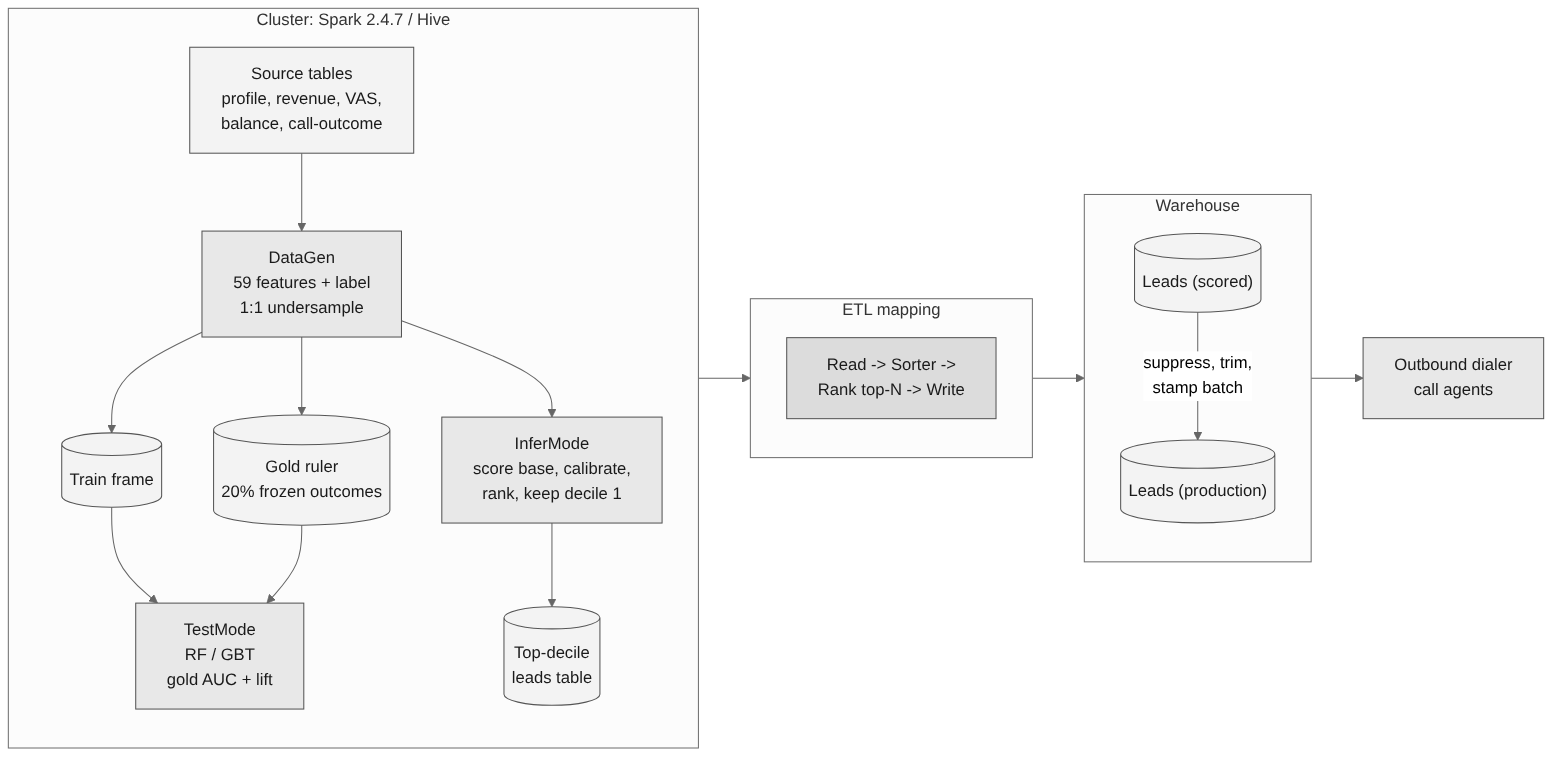 Cluster: Spark 2.4.7 / Hive
Source tables
profile, revenue, VAS,
balance, call-outcome
DataGen
59 features + label
1:1 undersample
Train frame
Gold ruler
20% frozen outcomes
InferMode
score base, calibrate,
rank, keep decile 1
TestMode
RF / GBT
gold AUC + lift
Top-decile
leads table
ETL mapping
Read -> Sorter ->
Rank top-N -> Write
Warehouse
Leads (scored)
suppress, trim,
stamp batch
Leads (production)
Outbound dialer
call agents